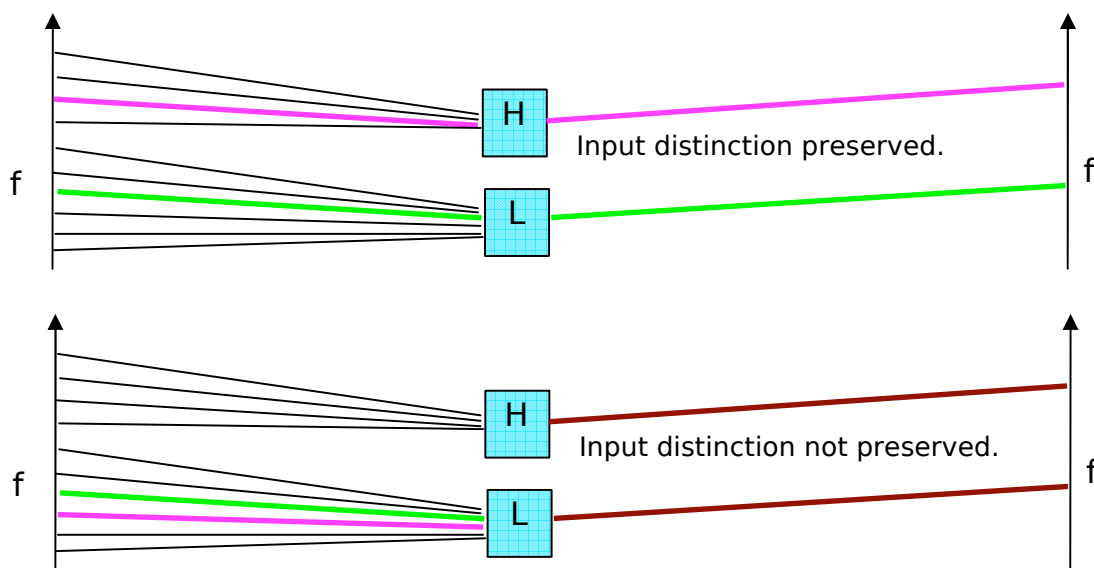 H
Input distinction preserved.
f
f
L
H
Input distinction not preserved.
f
f
L